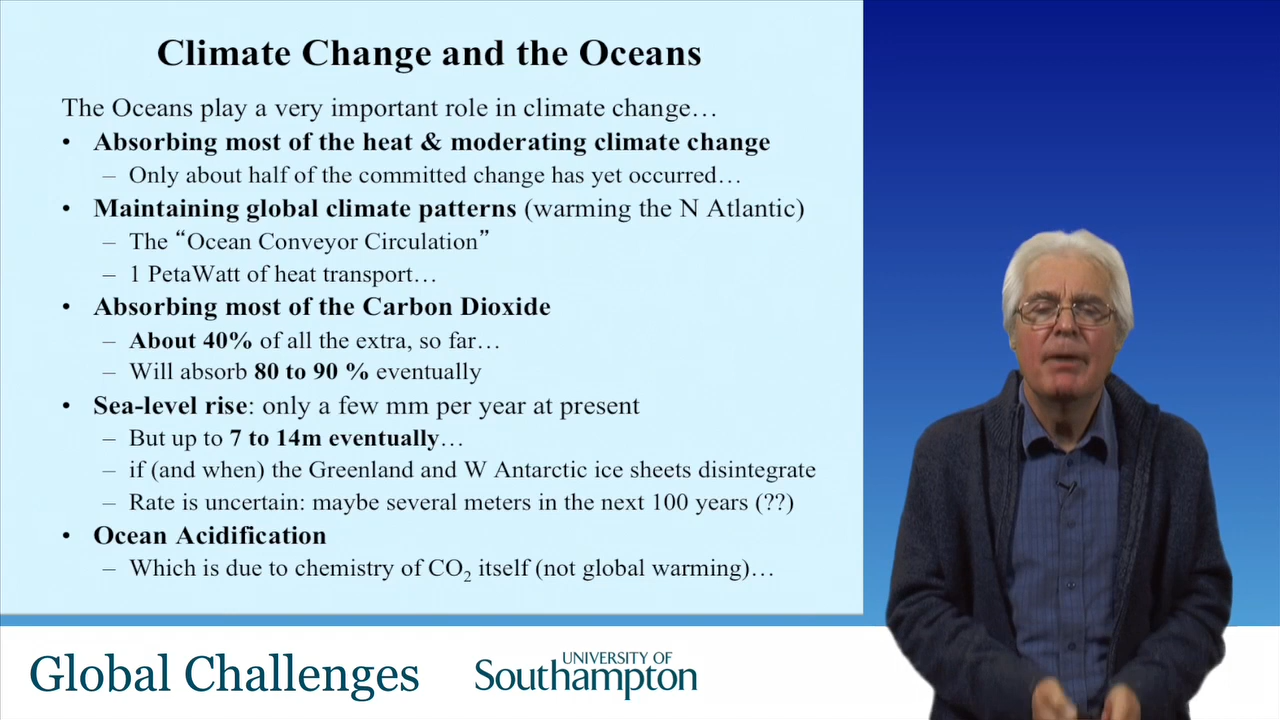 Climate Change and the Oceans
The Oceans play a very important role in climate change…
• Absorbing most of the heat & moderating climate change
– Only about half of the committed change has yet occurred…
• Maintaining global climate patterns (warming the N Atlantic)
– The “Ocean Conveyor Circulation”
– 1 PetaWatt of heat transport…
• Absorbing most of the Carbon Dioxide
– About 40% of all the extra, so far…
– Will absorb 80 to 90 % eventually
• Sea-level rise: only a few mm per year at present
– But up to 7 to 14m eventually…
– if (and when) the Greenland and W Antarctic ice sheets disintegrate
– Rate is uncertain: maybe several meters in the next 100 years (??)
• Ocean Acidification
– Which is due to chemistry of CO₂ itself (not global warming)…
Global Challenges
UNIVERSITY OF
Southampton